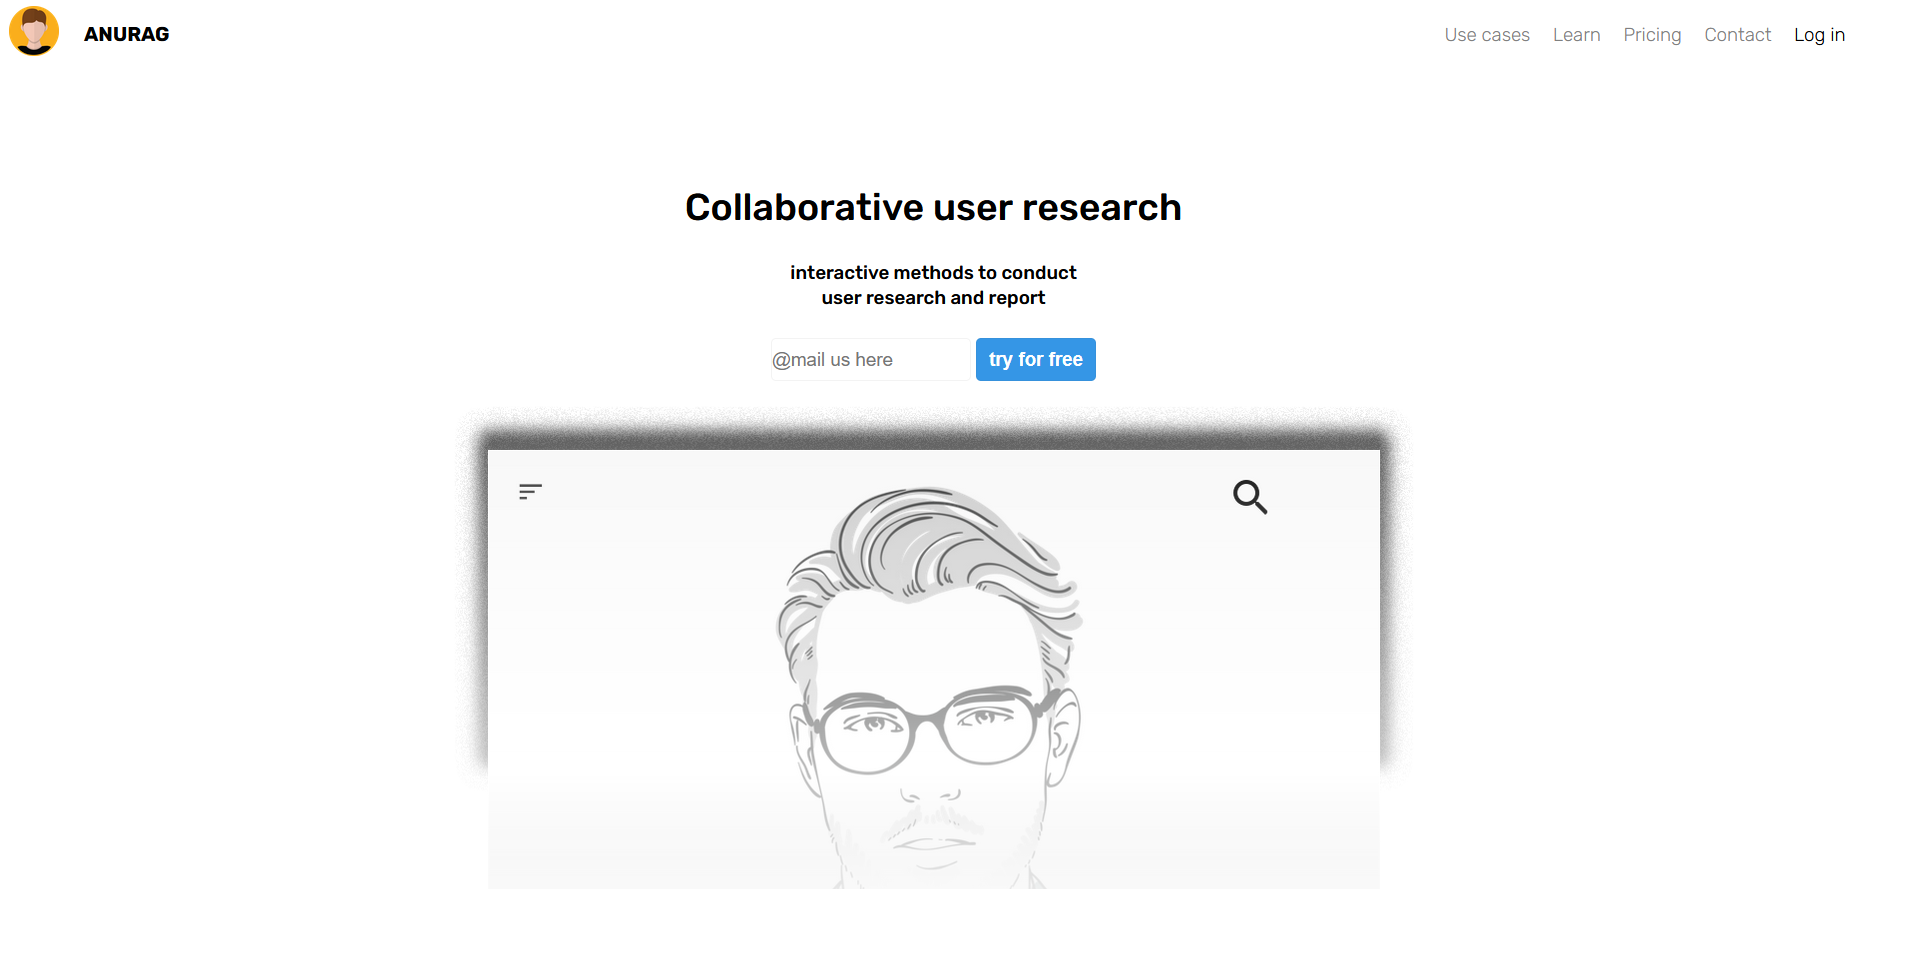 ANURAG
Use cases Learn Pricing Contact Log in
Collaborative user research
interactive methods to conduct
user research and report
@mail us here try for free